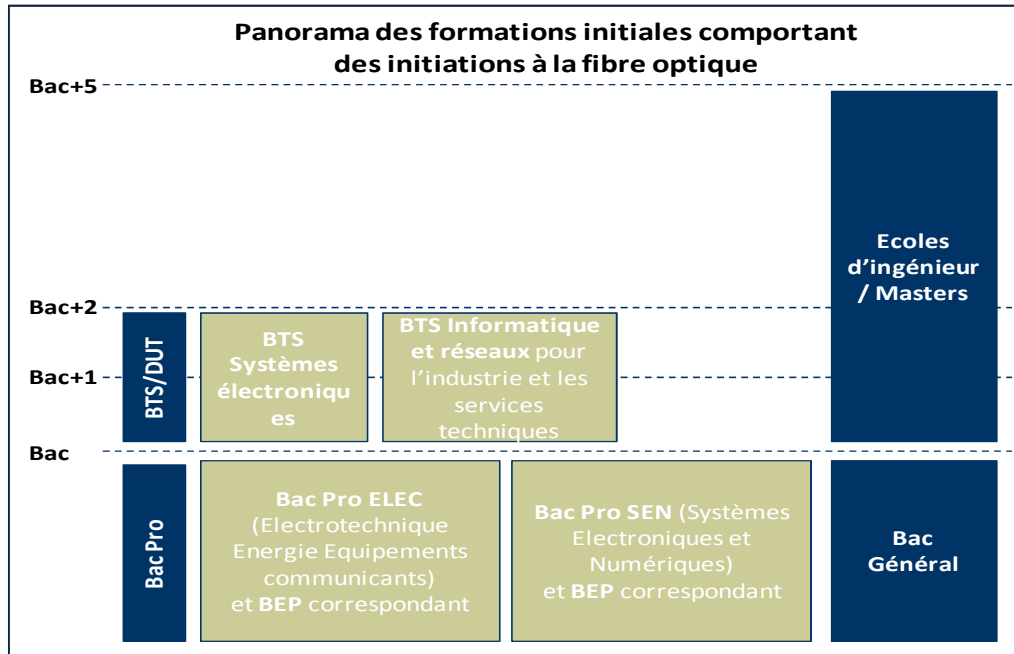 Panorama des formations initiales comportant
des initiations à la fibre optique
Bac+5
Bac+2
Bac+1
Bac
BTS/DUT
BTS
Systèmes
électroniqu
es
BTS Informatique
et réseaux pour
l'industrie et les
services
techniques
Ecoles
d'ingénieur
/ Masters
Bac Pro
Bac Pro ELEC
(Electrotechnique
Energie Equipements
communicants)
et BEP correspondant
Bac Pro SEN (Systèmes
Electroniques et
Numériques)
et BEP correspondant
Bac
Général